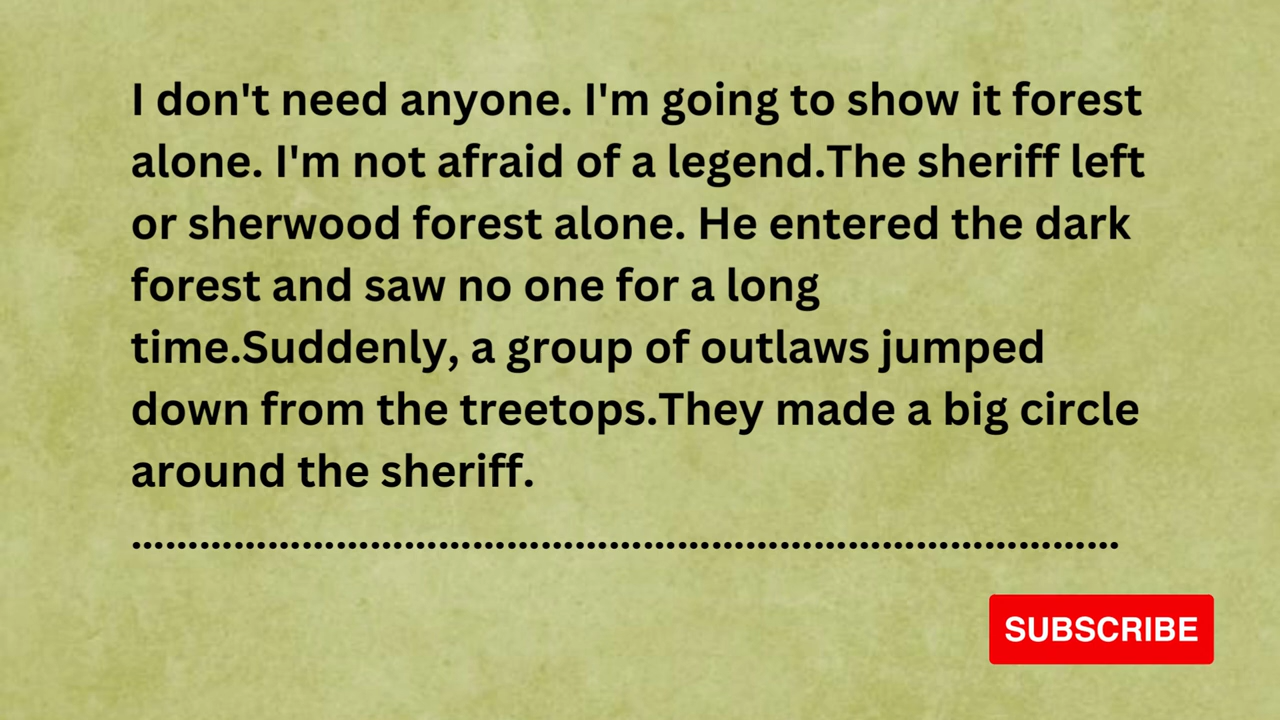 I don't need anyone. I'm going to show it forest
alone. I'm not afraid of a legend.The sheriff left
or sherwood forest alone. He entered the dark
forest and saw no one for a long
time.Suddenly, a group of outlaws jumped
down from the treetops.They made a big circle
around the sheriff.
.......................................................................................
SUBSCRIBE